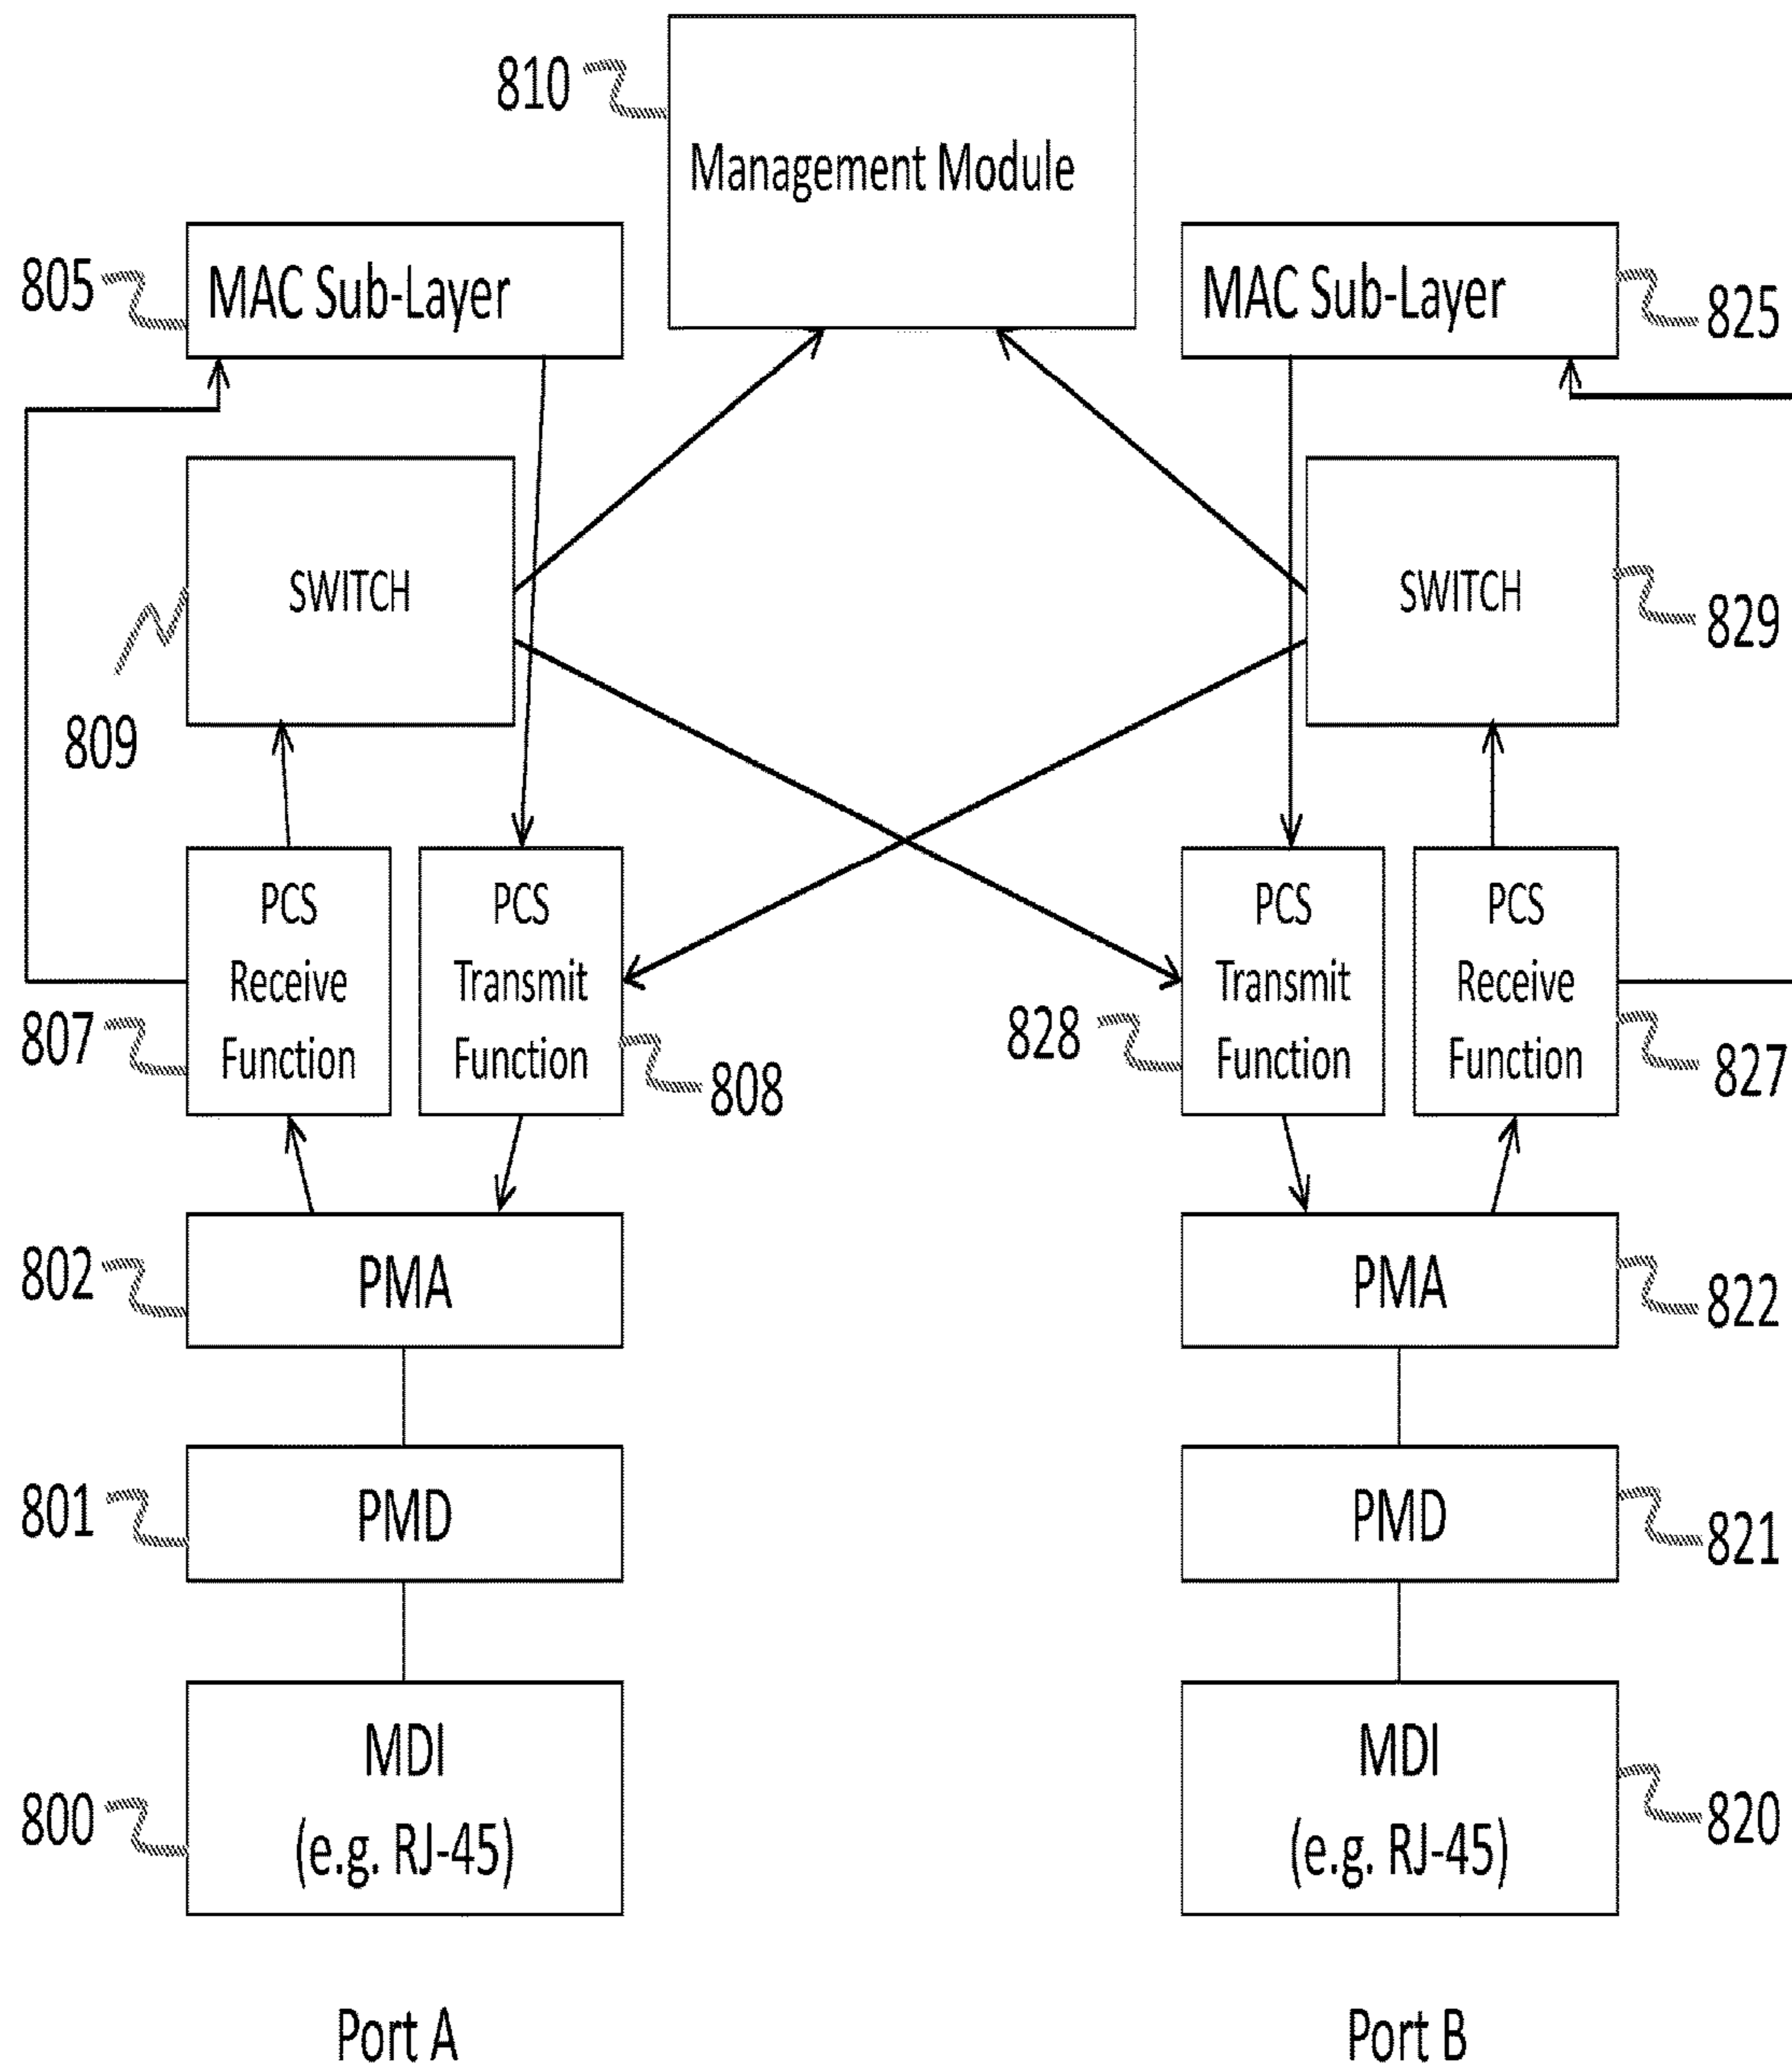 810
Management Module
805
MAC Sub-Layer
MAC Sub-Layer
825
SWITCH
809
SWITCH
829
PCS
Receive
Function
807
PCS
Transmit
Function
808
PCS
Transmit
Function
828
PCS
Receive
Function
827
802
PMA
PMA
822
801
PMD
PMD
821
800
MDI
(e.g. RJ-45)
MDI
(e.g. RJ-45)
820
Port A
Port B